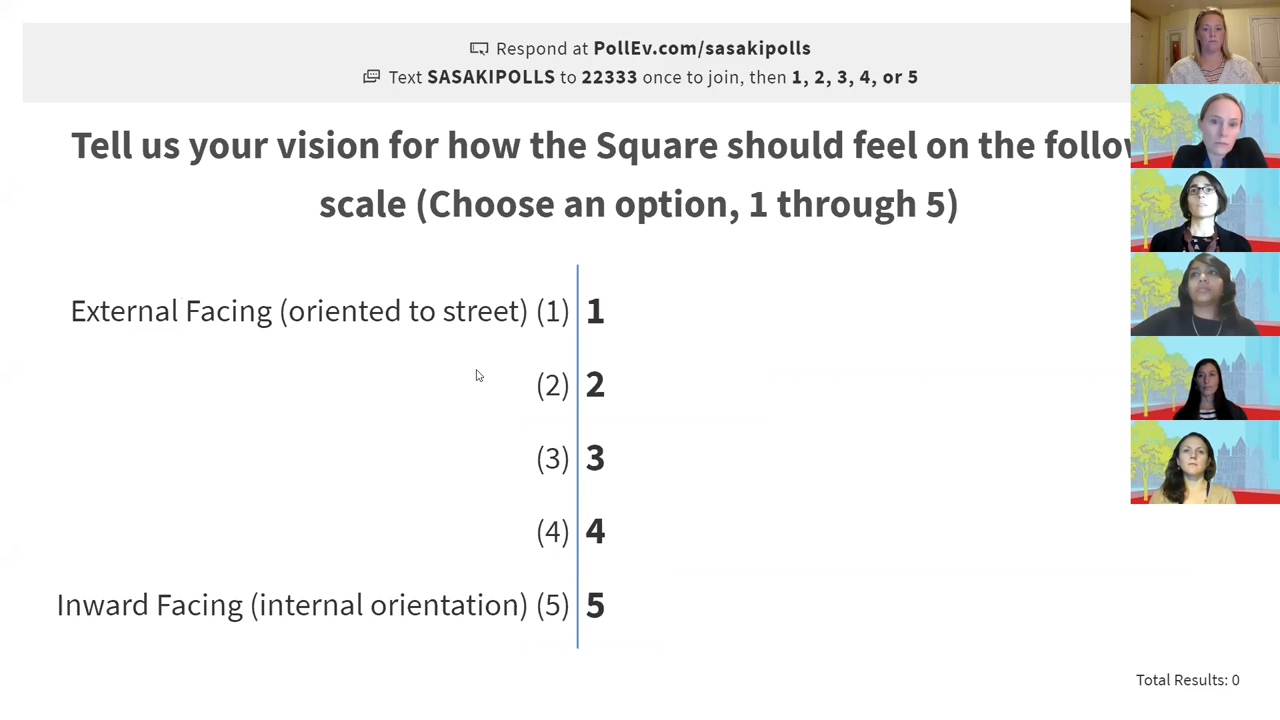 Respond at PollEv.com/sasakipolls
Text SASAKIPOLLS to 22333 once to join, then 1, 2, 3, 4, or 5
Tell us your vision for how the Square should feel on the
scale (Choose an option, 1 through 5)
External Facing (oriented to street) (1) 1
(2) 2
(3) 3
(4) 4
Inward Facing (internal orientation) (5) 5
Total Results: 0